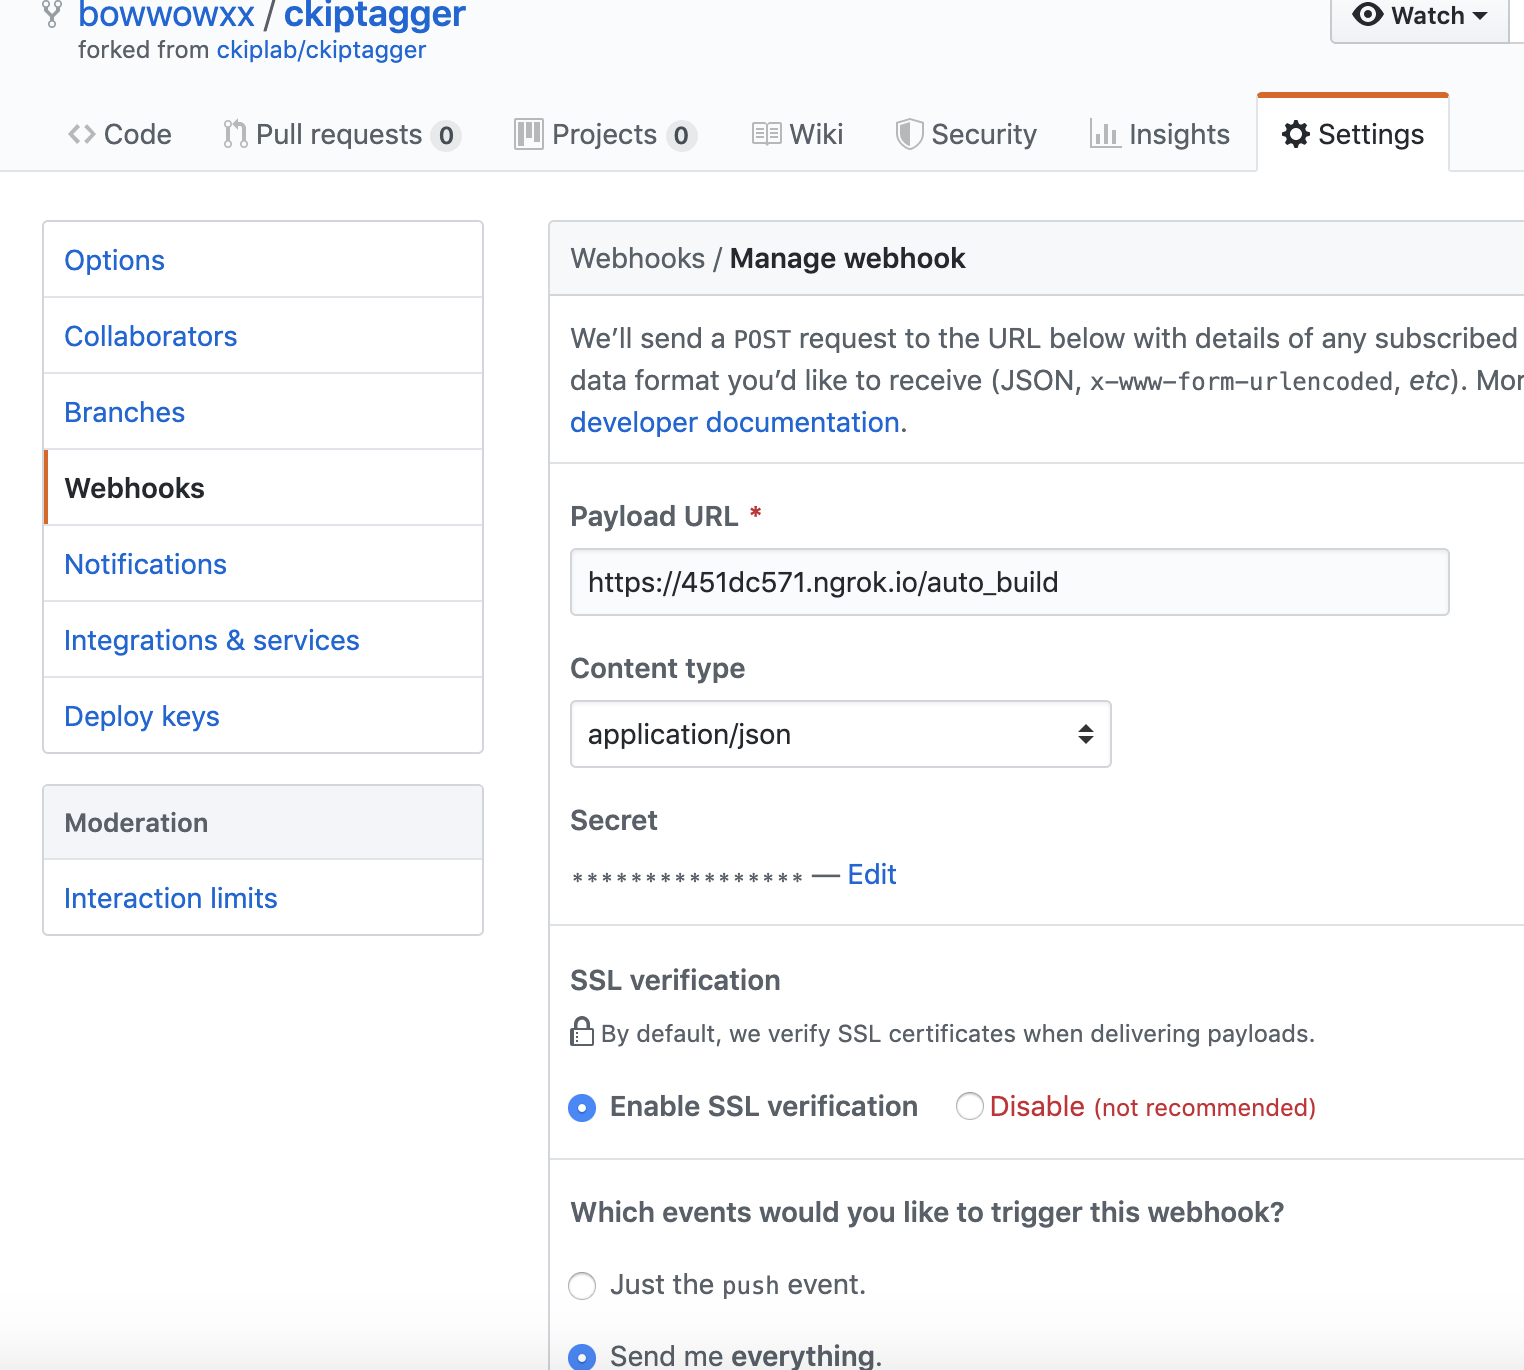 bowwowxx / ckiptagger
Watch
forked from ckiplab/ckiptagger
Code
Pull requests 0
Projects 0
Wiki
Security
Insights
Settings
Options
Collaborators
Branches
Webhooks
Notifications
Integrations & services
Deploy keys
Moderation
Interaction limits
Webhooks / Manage webhook
We’ll send a POST request to the URL below with details of any subscribed
data format you’d like to receive (JSON, x-www-form-urlencoded, etc). Mor
developer documentation.
Payload URL *
https://451dc571.ngrok.io/auto_build
Content type
application/json
Secret
**************** — Edit
SSL verification
By default, we verify SSL certificates when delivering payloads.
Enable SSL verification
Disable (not recommended)
Which events would you like to trigger this webhook?
Just the push event.
Send me everything.